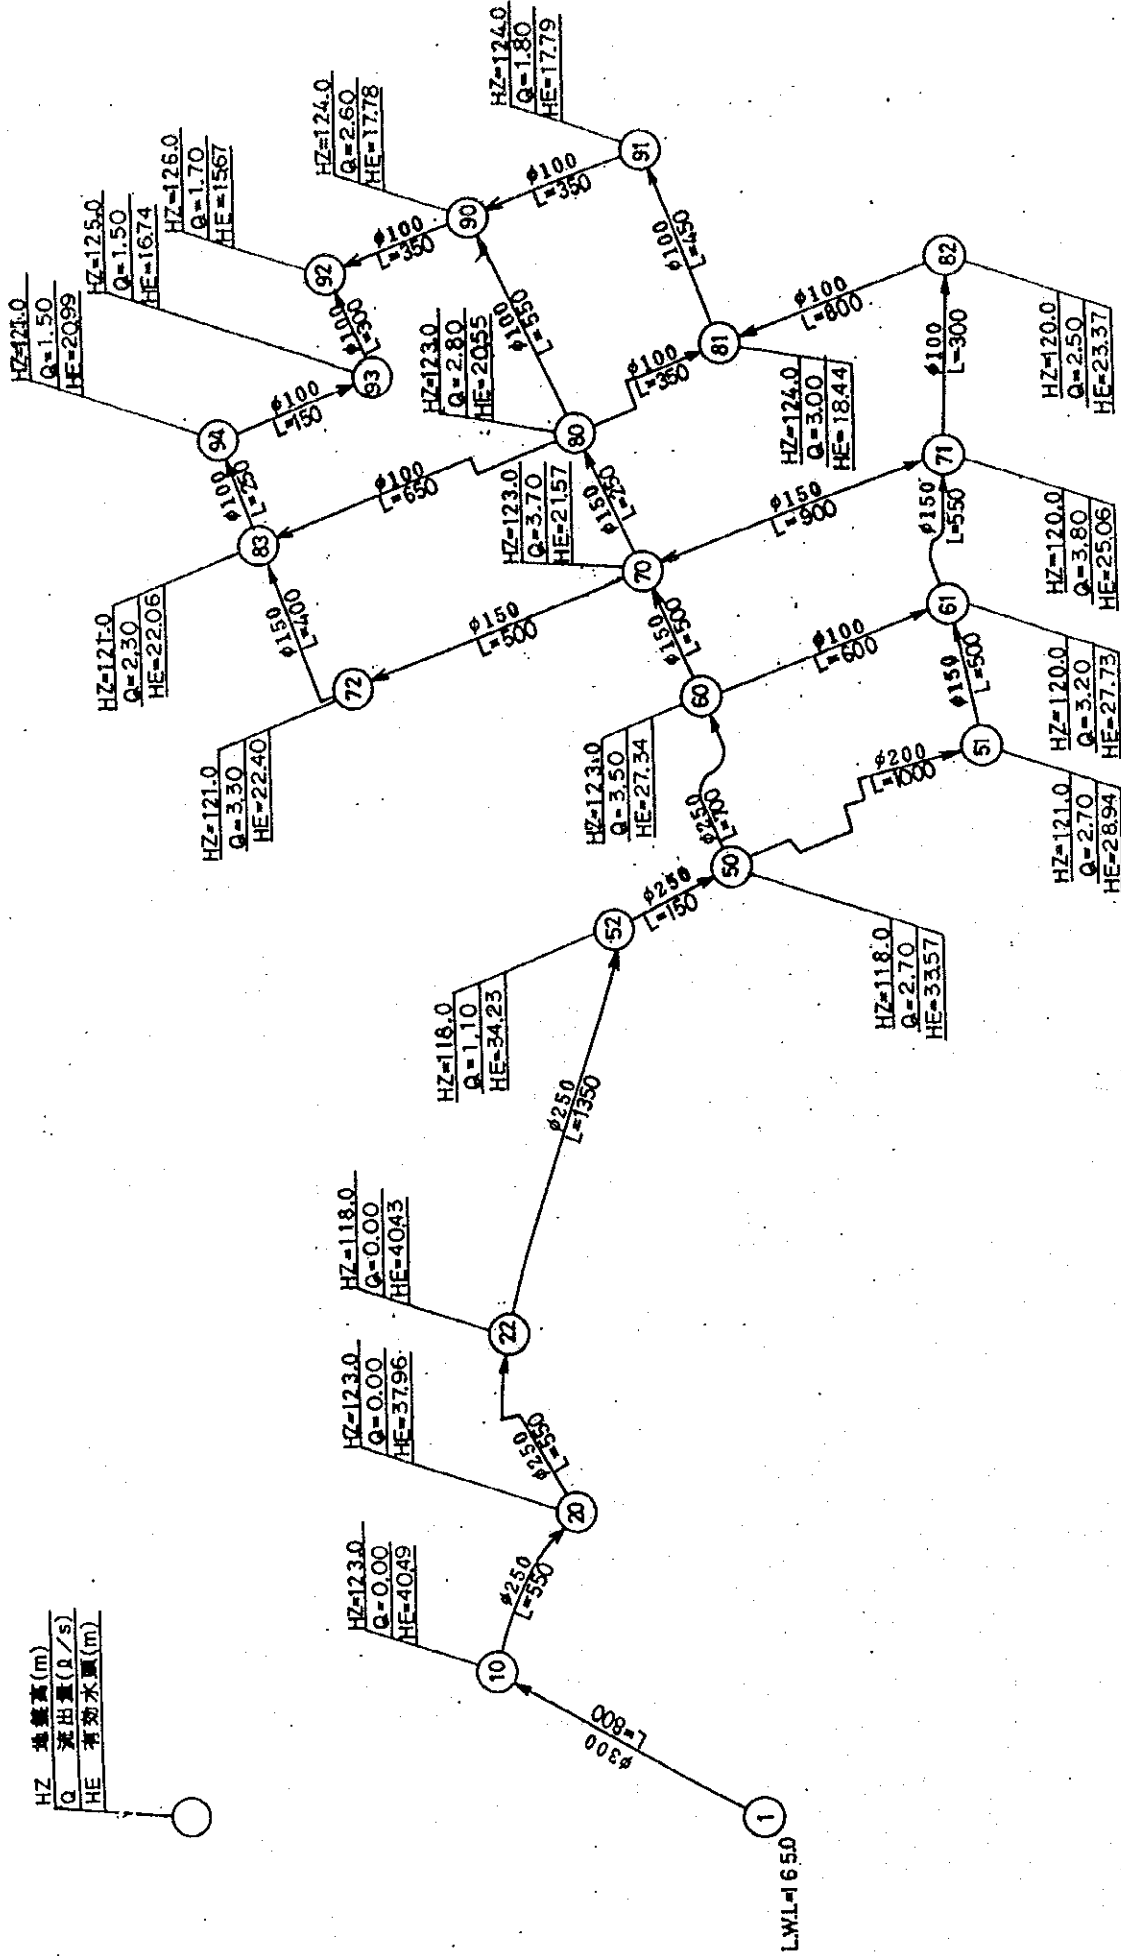 HZ 地盤高(m)
Q 流出量(ℓ/s)
HE 有効水頭(m)
1
L.W.L=165.0
φ300
L=800
10
HZ=123.0
Q=0.00
HE=40.49
φ250
L=550
20
HZ=123.0
Q=0.00
HE=37.96
φ250
L=550
22
HZ=118.0
Q=0.00
HE=40.43
φ250
L=1350
52
HZ=118.0
Q=1.10
HE=34.23
φ250
L=150
50
HZ=118.0
Q=2.70
HE=33.57
φ250
L=700
φ200
L=1000
51
HZ=121.0
Q=2.70
HE=28.94
φ150
L=500
60
HZ=123.0
Q=3.50
HE=27.34
φ150
L=500
φ100
L=600
61
HZ=120.0
Q=3.20
HE=27.73
φ150
L=550
72
HZ=121.0
Q=3.30
HE=22.40
φ150
L=400
φ150
L=500
70
HZ=123.0
Q=3.70
HE=21.57
φ150
L=250
φ150
L=900
71
HZ=120.0
Q=3.80
HE=25.06
φ100
L=300
83
HZ=121.0
Q=2.30
HE=22.06
φ100
L=250
φ100
L=650
80
HZ=123.0
Q=2.80
HE=20.55
φ100
L=550
φ100
L=350
81
HZ=124.0
Q=3.00
HE=18.44
φ100
L=450
φ100
L=800
82
HZ=120.0
Q=2.50
HE=23.37
94
HZ=121.0
Q=1.50
HE=20.99
φ100
L=150
93
HZ=125.0
Q=1.50
HE=16.74
φ100
L=300
92
HZ=126.0
Q=1.70
HE=15.67
φ100
L=350
90
HZ=124.0
Q=2.60
HE=17.78
φ100
L=350
91
HZ=124.0
Q=1.80
HE=17.79